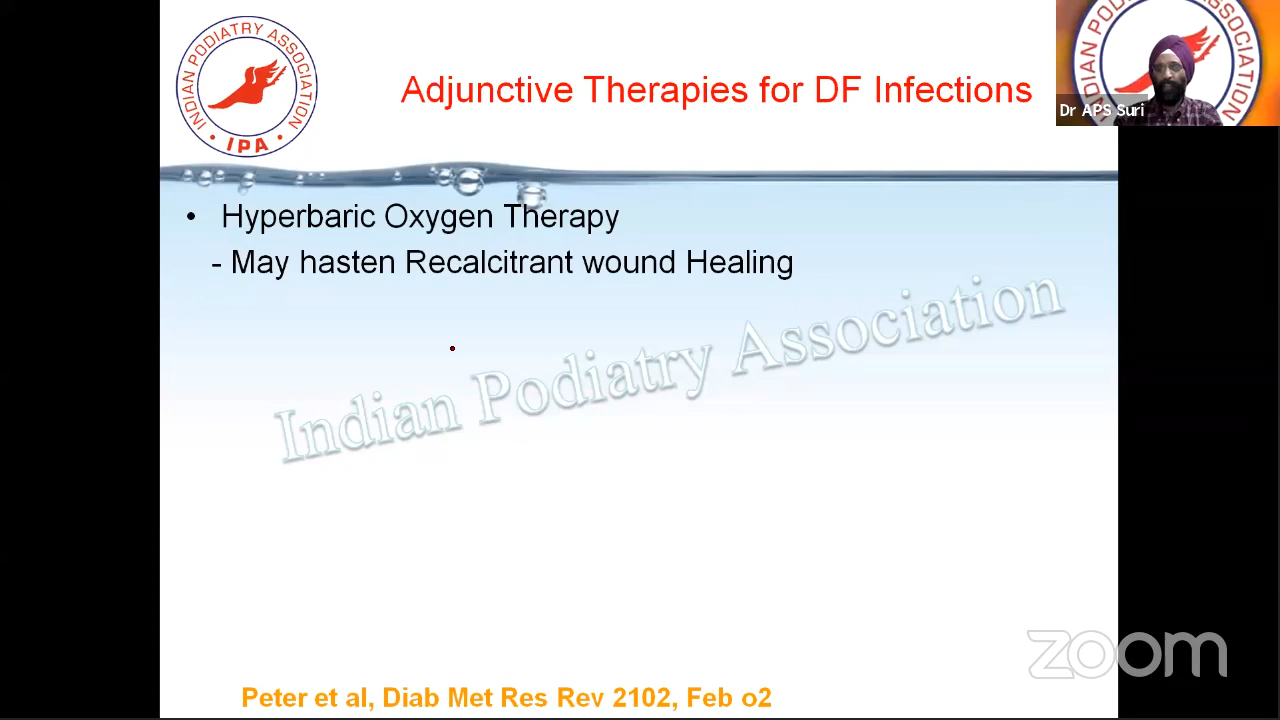 INDIAN PODIATRY ASSOCIATION
• IPA •
Adjunctive Therapies for DF Infections
Dr APS Suri
• Hyperbaric Oxygen Therapy
- May hasten Recalcitrant wound Healing
Indian Podiatry Association
zoom
Peter et al, Diab Met Res Rev 2102, Feb o2